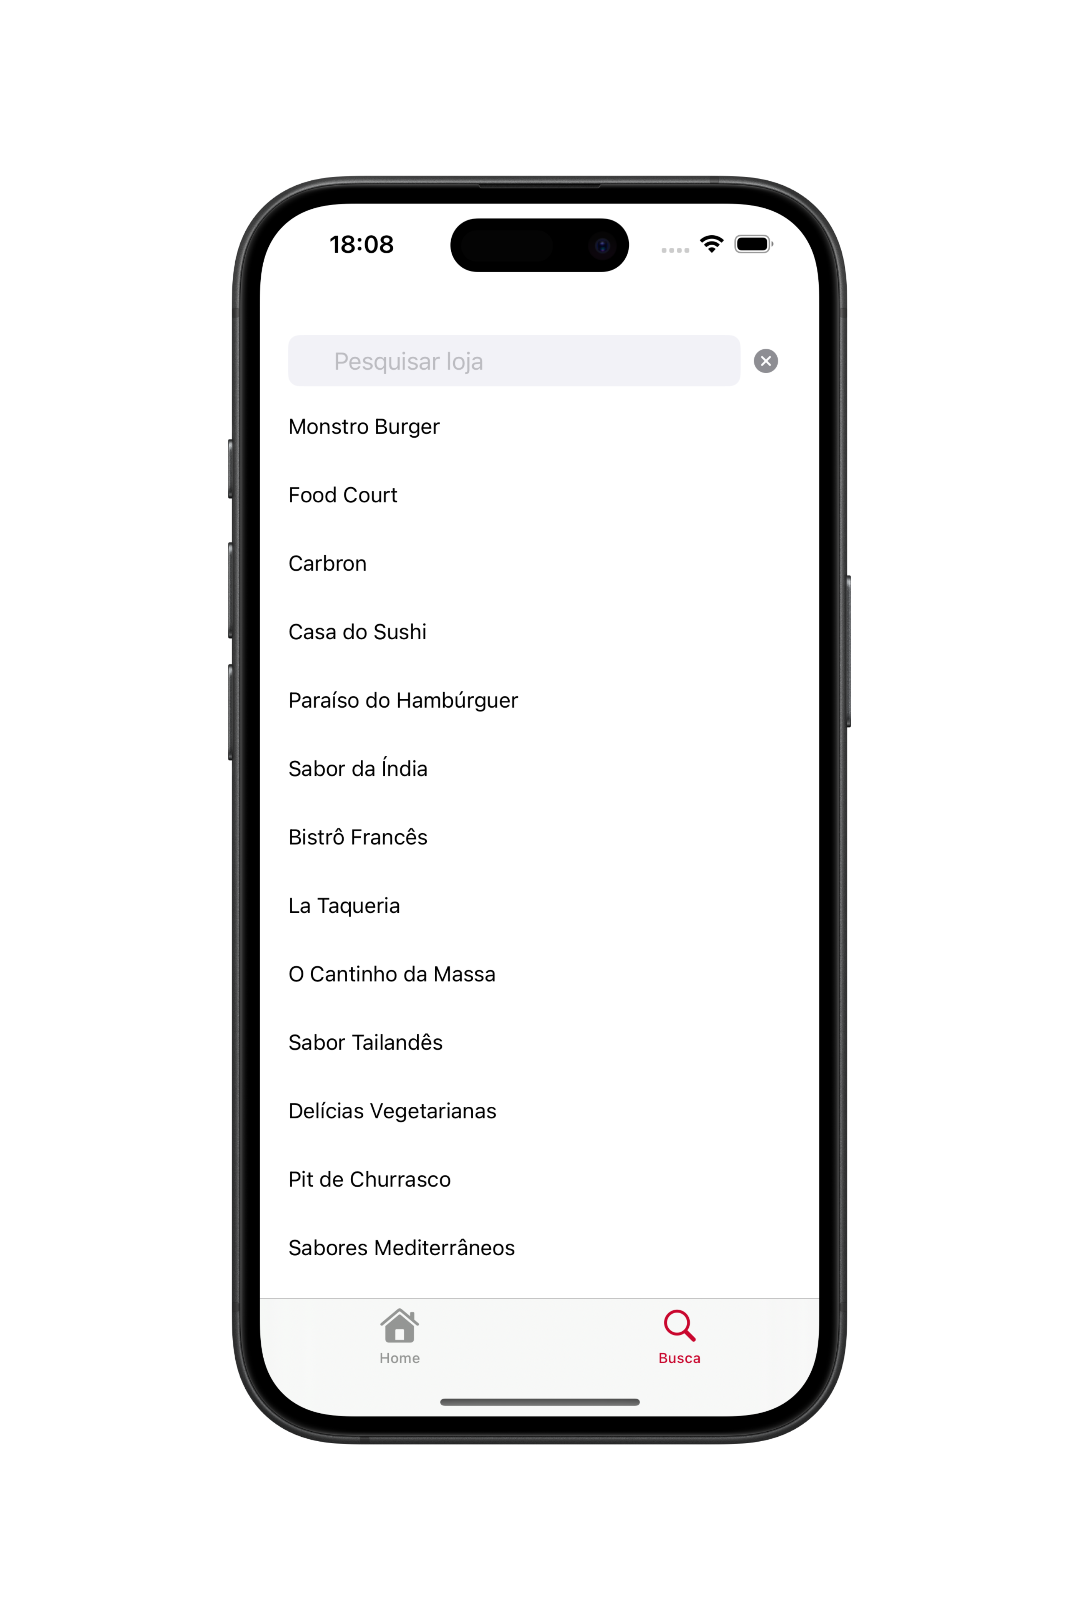 18:08
Pesquisar loja
Monstro Burger
Food Court
Carbron
Casa do Sushi
Paraíso do Hambúrguer
Sabor da Índia
Bistrô Francês
La Taqueria
O Cantinho da Massa
Sabor Tailandês
Delícias Vegetarianas
Pit de Churrasco
Sabores Mediterrâneos
Home
Busca